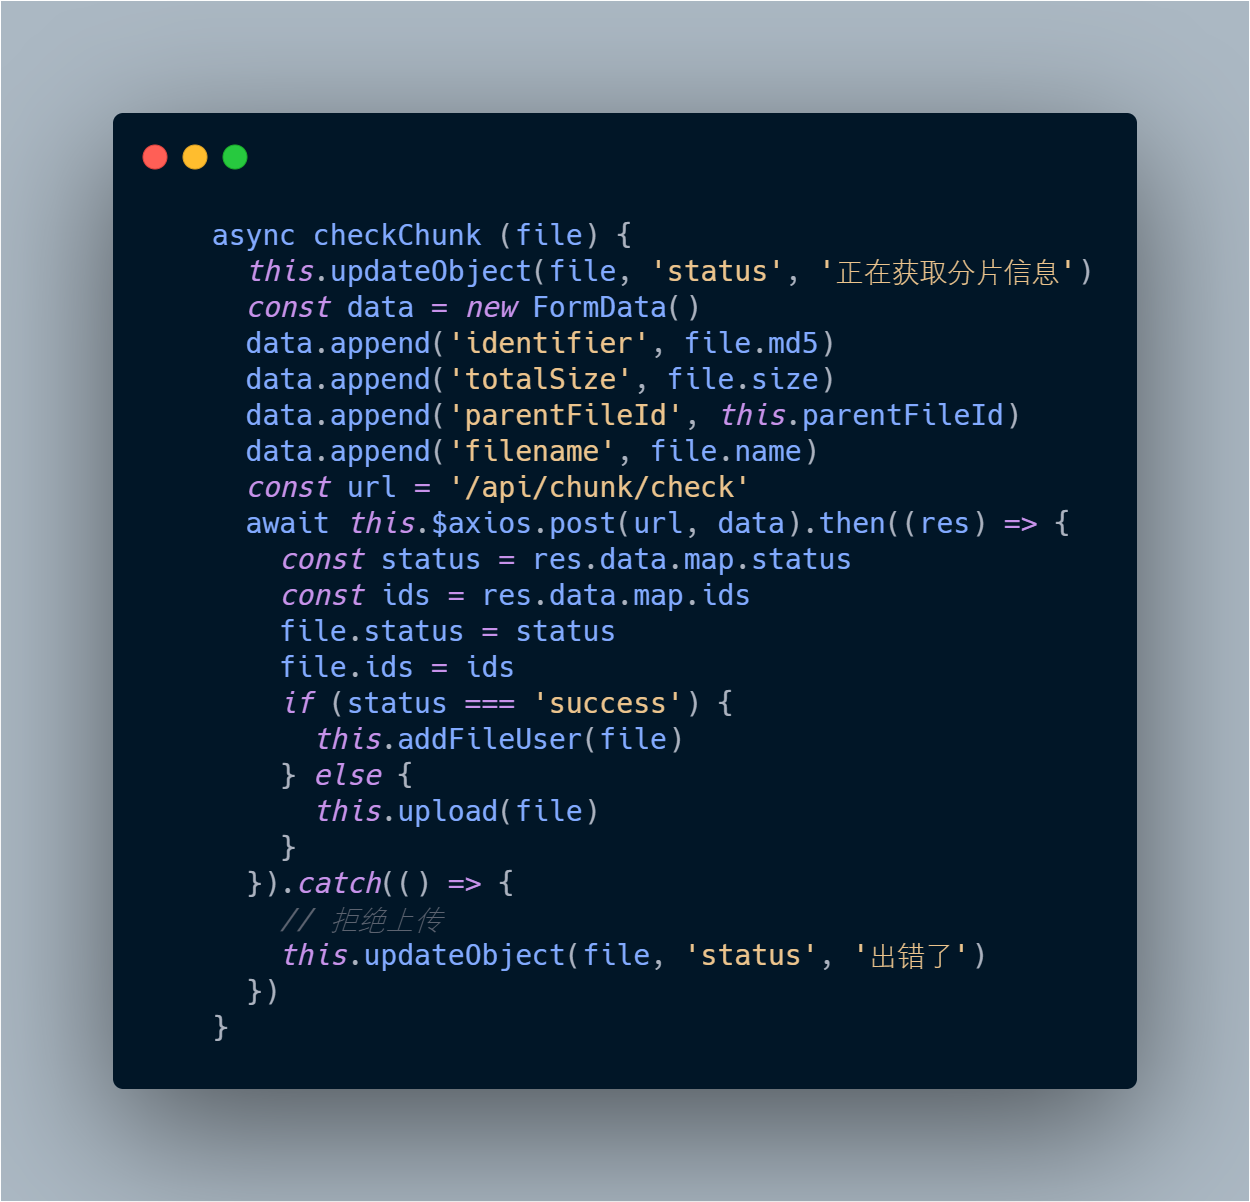 async checkChunk (file) {
  this.updateObject(file, 'status', '正在获取分片信息')
  const data = new FormData()
  data.append('identifier', file.md5)
  data.append('totalSize', file.size)
  data.append('parentFileId', this.parentFileId)
  data.append('filename', file.name)
  const url = '/api/chunk/check'
  await this.$axios.post(url, data).then((res) => {
    const status = res.data.map.status
    const ids = res.data.map.ids
    file.status = status
    file.ids = ids
    if (status === 'success') {
      this.addFileUser(file)
    } else {
      this.upload(file)
    }
  }).catch(() => {
    // 拒绝上传
    this.updateObject(file, 'status', '出错了')
  })
}